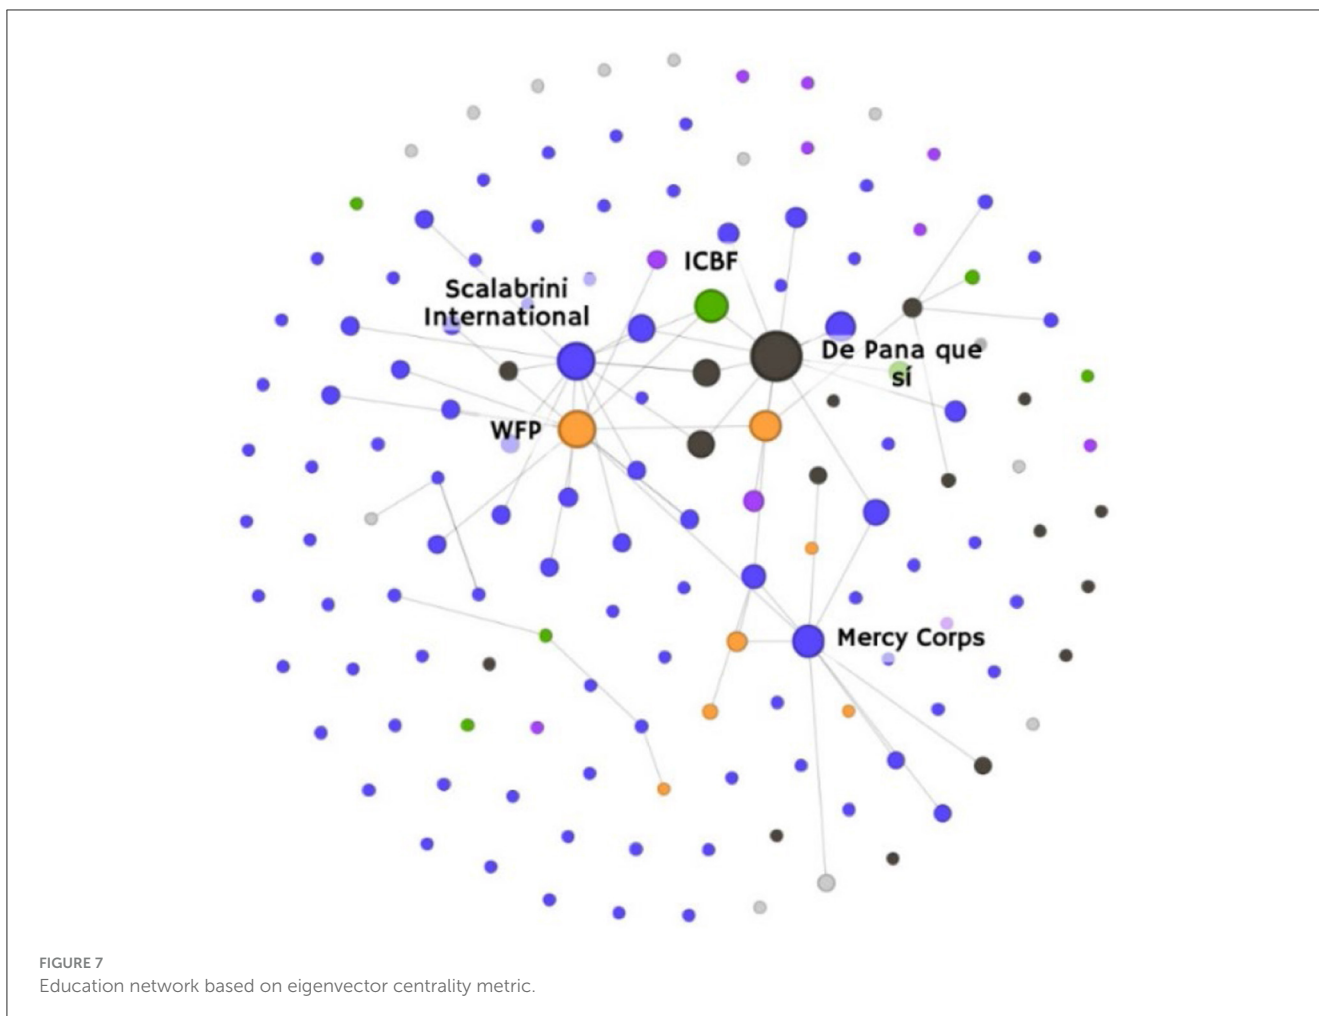 ICBF
Scalabrini
International
De Pana que
sí
WFP
Mercy Corps
FIGURE 7
Education network based on eigenvector centrality metric.